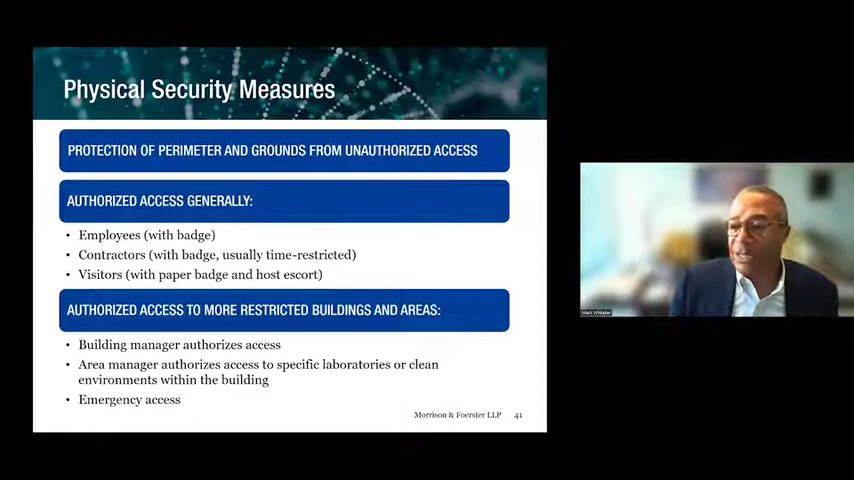 Physical Security Measures
PROTECTION OF PERIMETER AND GROUNDS FROM UNAUTHORIZED ACCESS
AUTHORIZED ACCESS GENERALLY:
• Employees (with badge)
• Contractors (with badge, usually time-restricted)
• Visitors (with paper badge and host escort)
AUTHORIZED ACCESS TO MORE RESTRICTED BUILDINGS AND AREAS:
• Building manager authorizes access
• Area manager authorizes access to specific laboratories or clean
environments within the building
• Emergency access
Morrison & Foerster LLP 41
Mark Whitaker